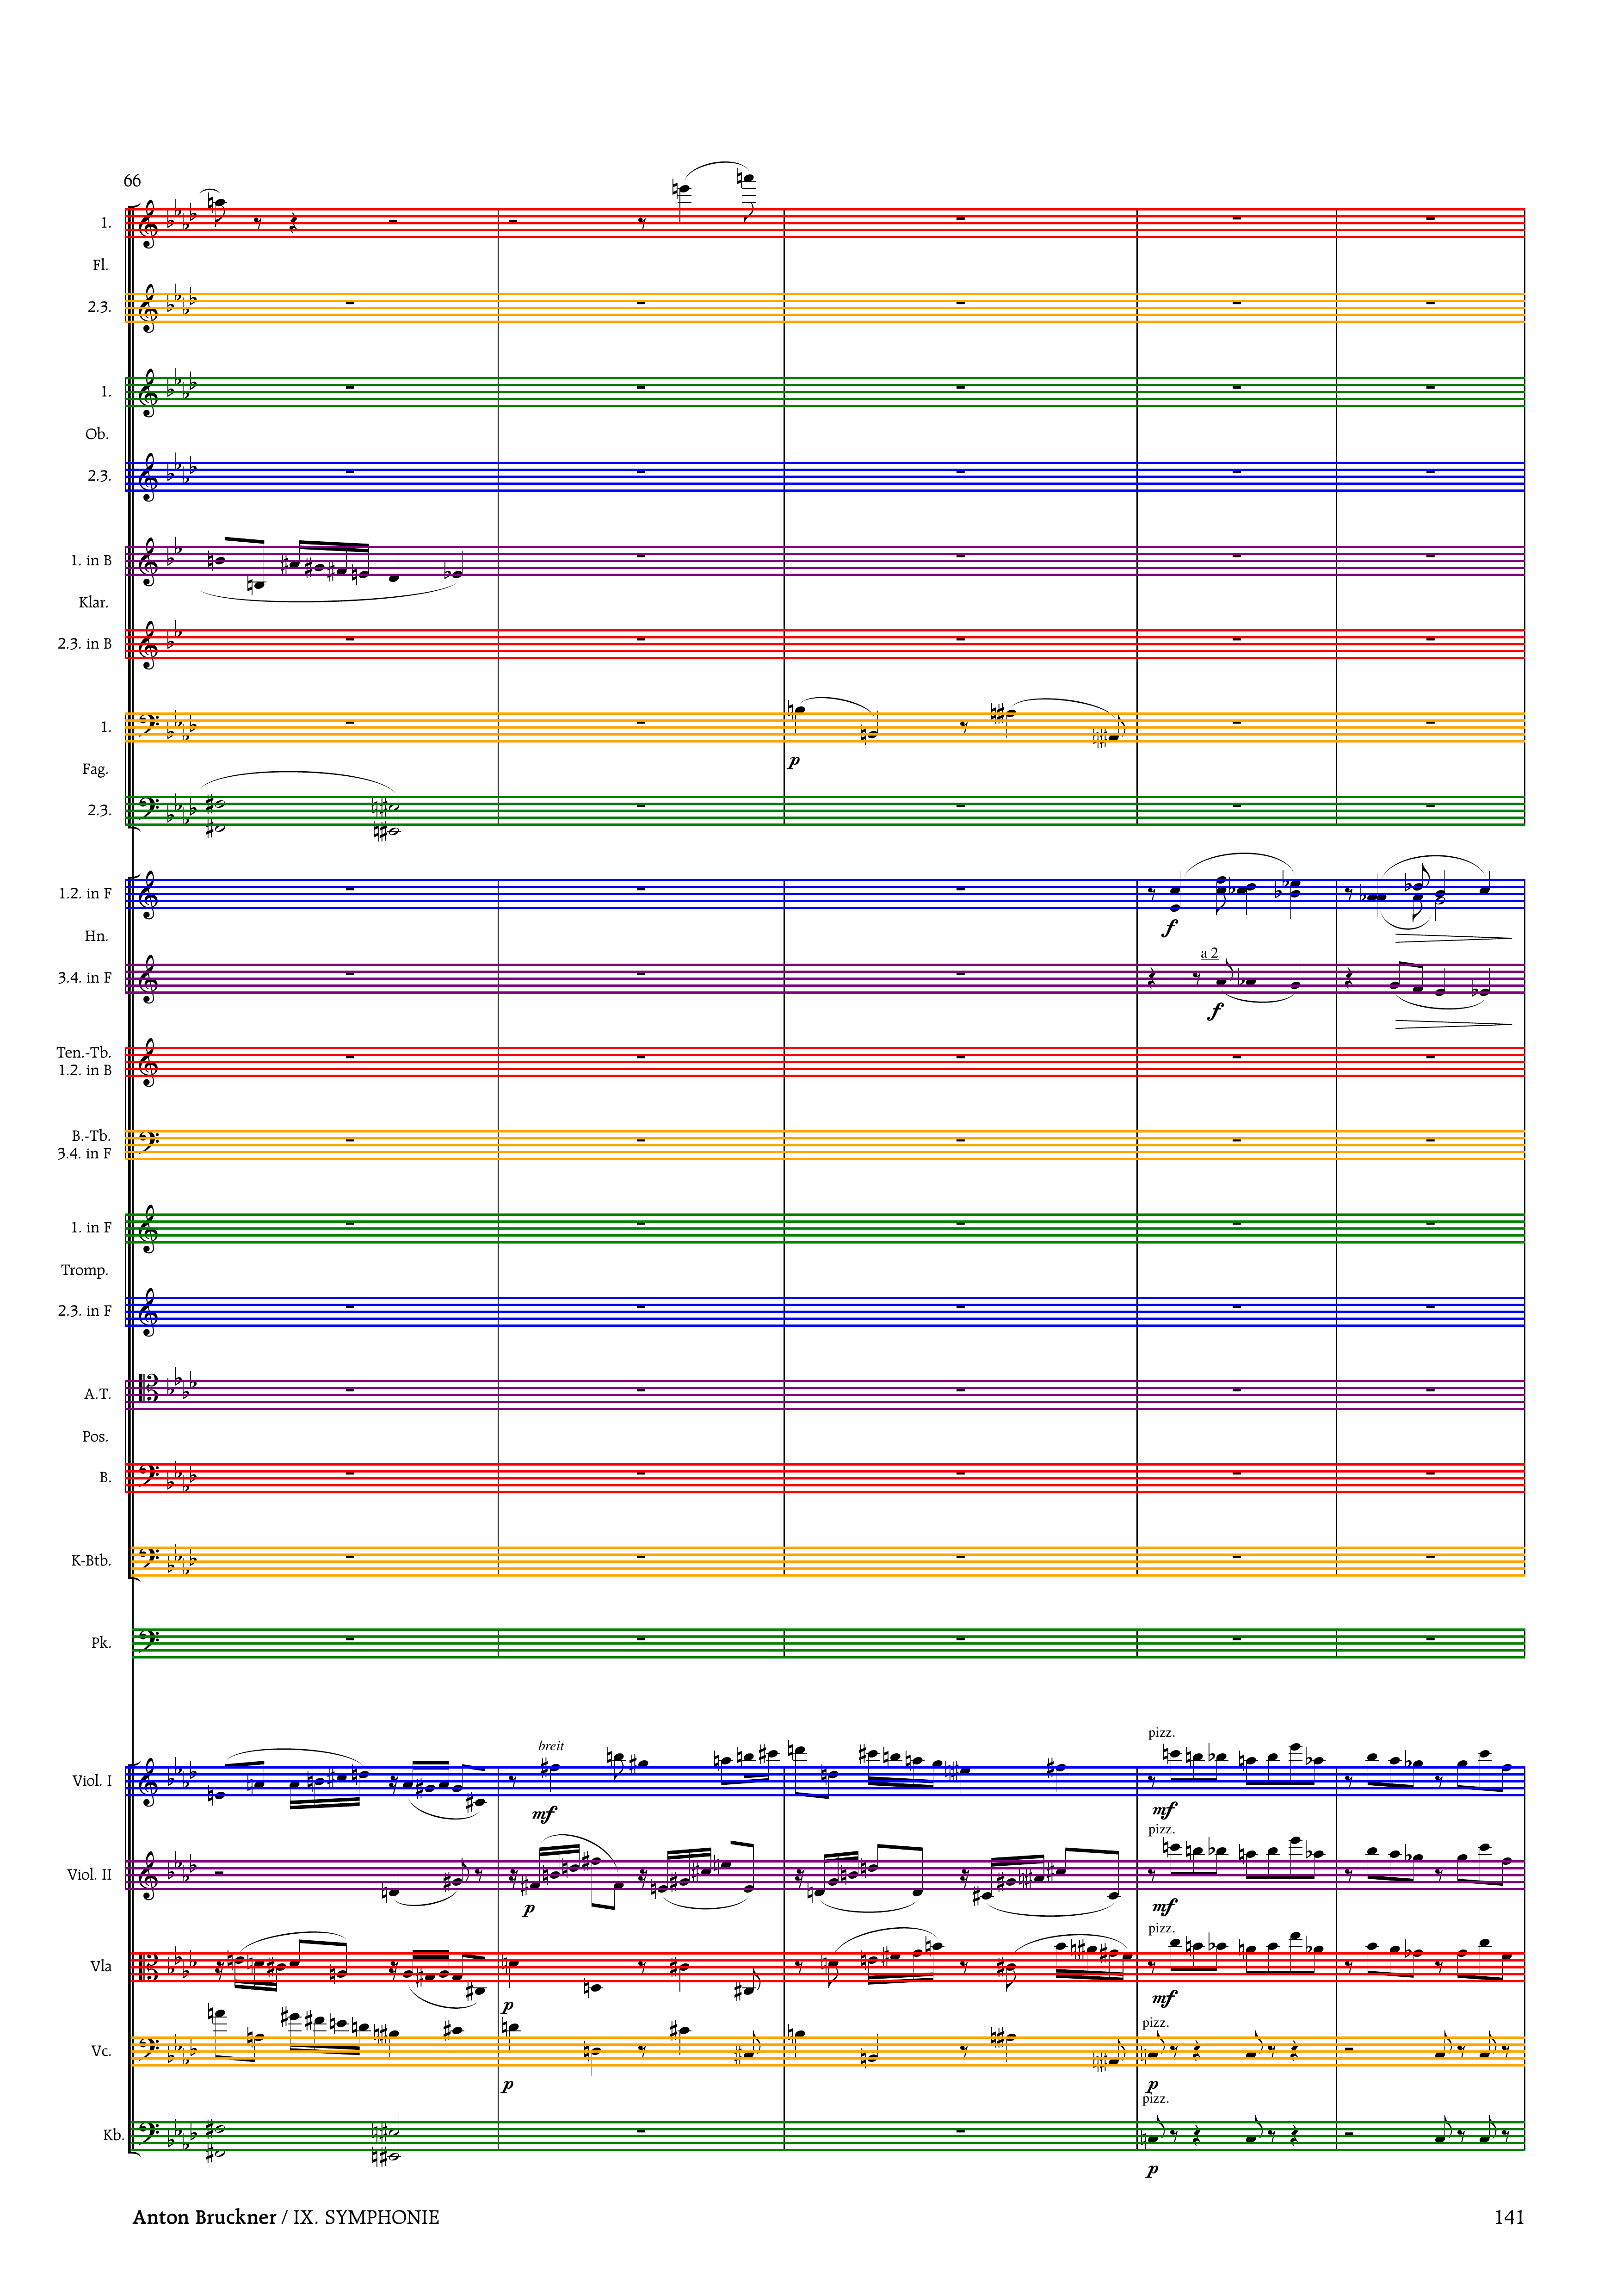 66
1.
Fl.
2.3.
1.
Ob.
2.3.
1. in B
Klar.
2.3. in B
1.
p
Fag.
2.3.
1.2. in F
f
Hn.
a 2
3.4. in F
f
Ten.-Tb.
1.2. in B
B.-Tb.
3.4. in F
1. in F
Tromp.
2.3. in F
A.T.
Pos.
B.
K-Btb.
Pk.
pizz.
breit
Viol. I
mf mf
pizz.
Viol. II
p mf
pizz.
Vla
p mf
pizz.
Vc.
p p
pizz.
Kb.
p
Anton Bruckner / IX. SYMPHONIE 141